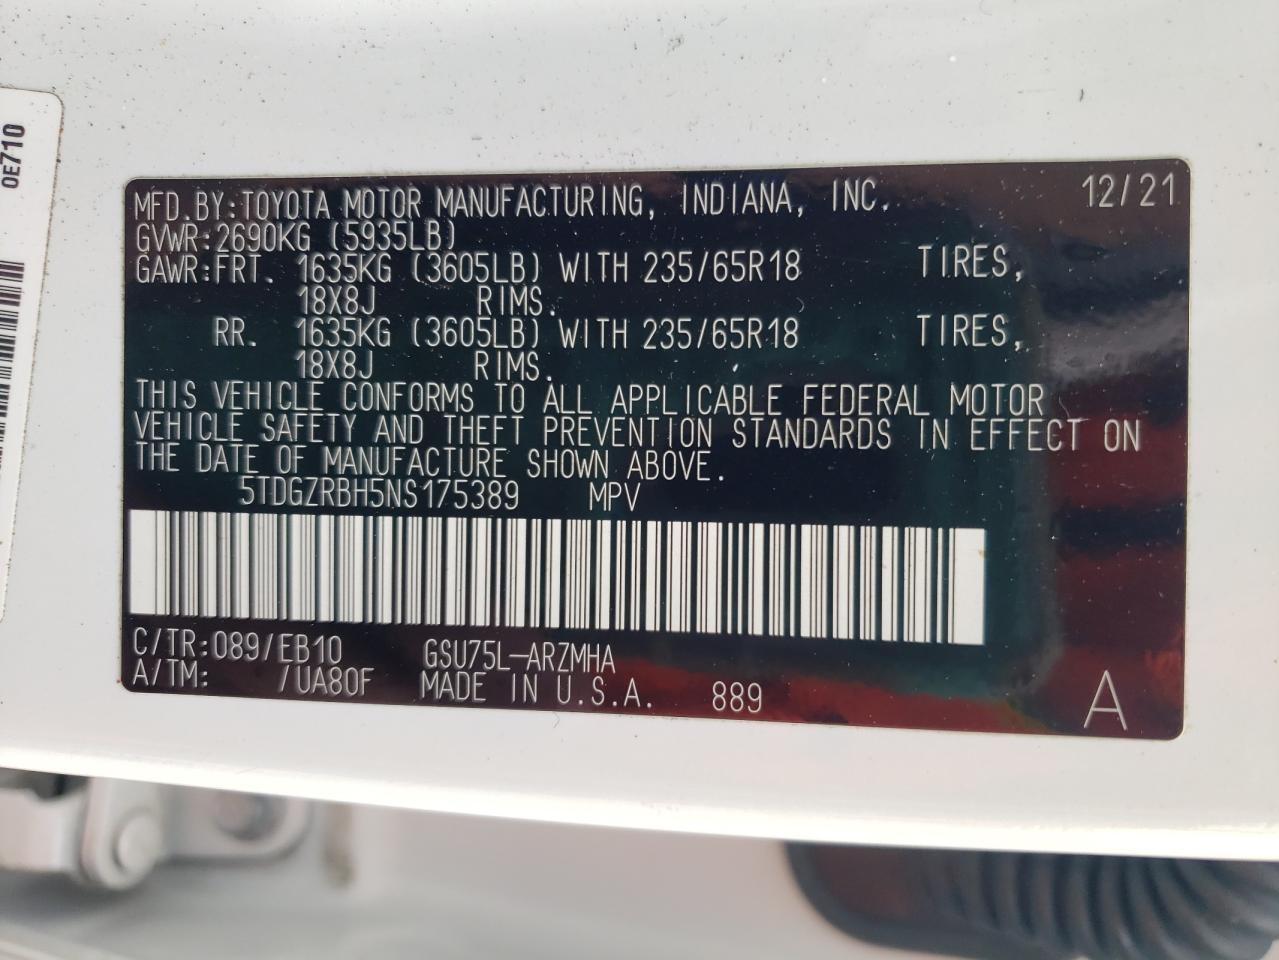 0E710
MFD.BY:TOYOTA MOTOR MANUFACTURING, INDIANA, INC. 12/21
GVWR:2690KG (5935LB)
GAWR:FRT. 1635KG (3605LB) WITH 235/65R18 TIRES,
18X8J RIMS.
RR. 1635KG (3605LB) WITH 235/65R18 TIRES,
18X8J RIMS.
THIS VEHICLE CONFORMS TO ALL APPLICABLE FEDERAL MOTOR
VEHICLE SAFETY AND THEFT PREVENTION STANDARDS IN EFFECT ON
THE DATE OF MANUFACTURE SHOWN ABOVE.
5TDGZRBH5NS175389 MPV
C/TR:089/EB10 GSU75L-ARZMHA
A/TM: /UA80F MADE IN U.S.A. 889 A